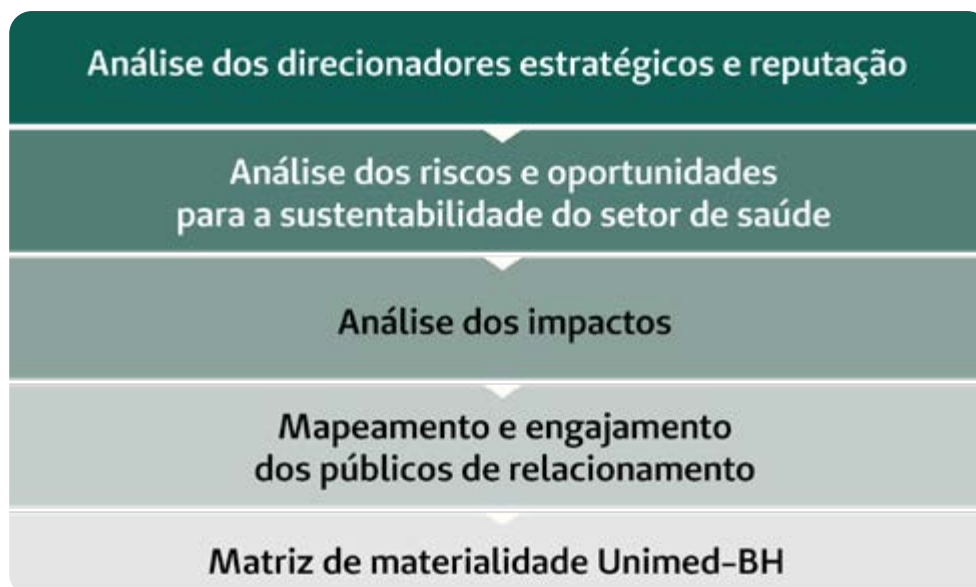 Análise dos direcionadores estratégicos e reputação
Análise dos riscos e oportunidades
para a sustentabilidade do setor de saúde
Análise dos impactos
Mapeamento e engajamento
dos públicos de relacionamento
Matriz de materialidade Unimed-BH